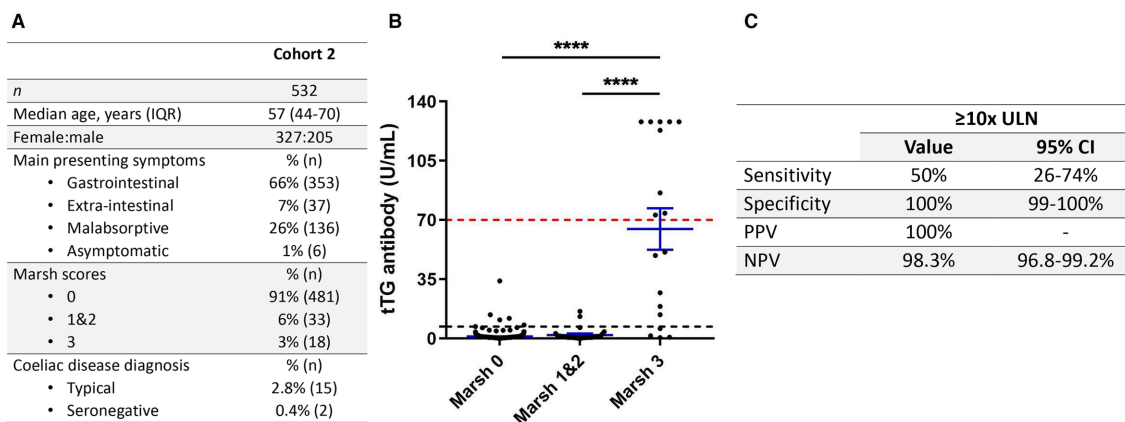 A
Cohort 2
n 532
Median age, years (IQR) 57 (44-70)
Female:male 327:205
Main presenting symptoms % (n)
• Gastrointestinal 66% (353)
• Extra-intestinal 7% (37)
• Malabsorptive 26% (136)
• Asymptomatic 1% (6)
Marsh scores % (n)
• 0 91% (481)
• 1&2 6% (33)
• 3 3% (18)
Coeliac disease diagnosis % (n)
• Typical 2.8% (15)
• Seronegative 0.4% (2)
B
****
****
tTG antibody (U/mL)
140
105
70
35
0
Marsh 0
Marsh 1&2
Marsh 3
C
≥10x ULN
Value 95% CI
Sensitivity 50% 26-74%
Specificity 100% 99-100%
PPV 100% -
NPV 98.3% 96.8-99.2%